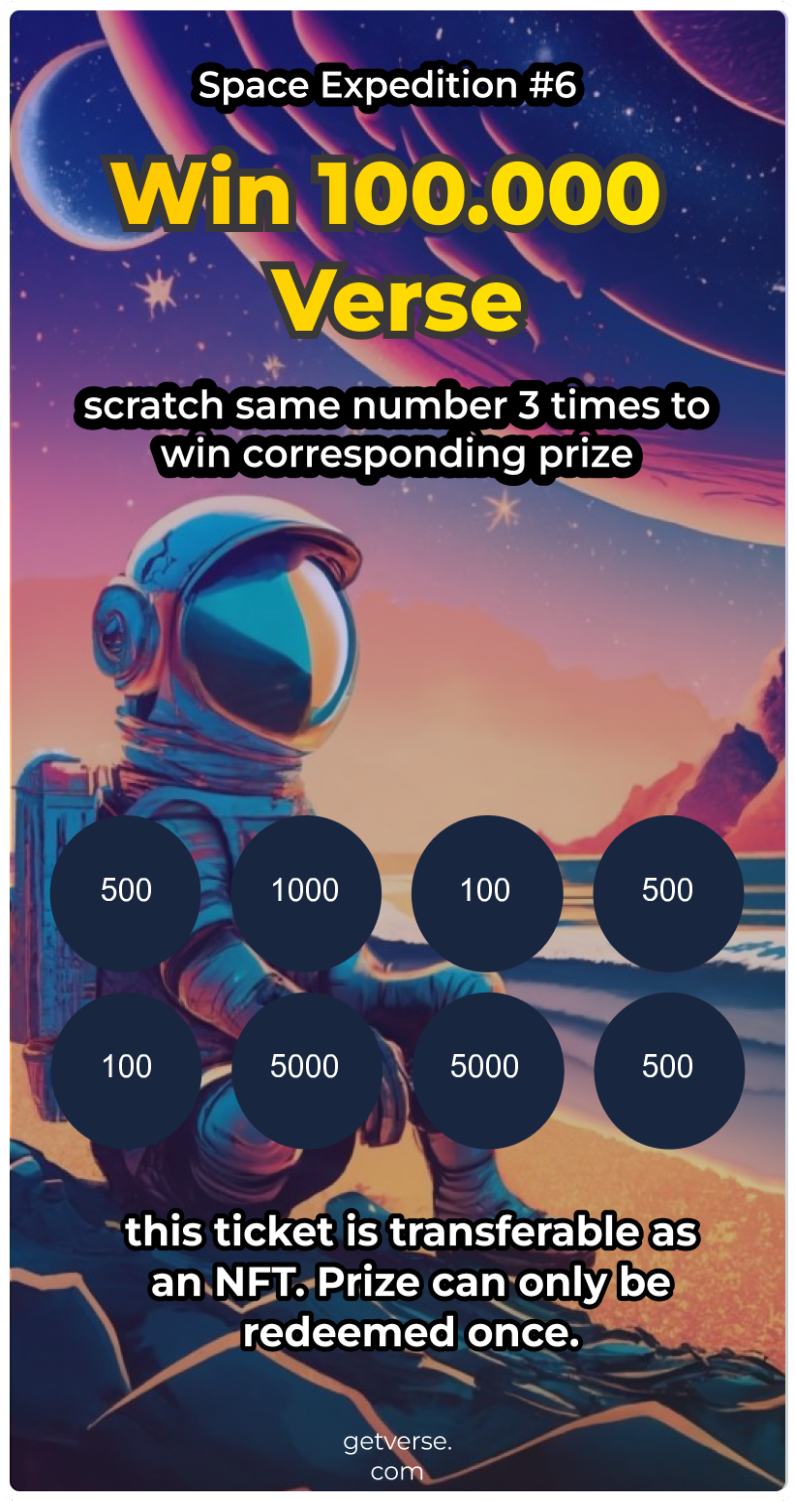 Space Expedition #6
Win 100.000
Verse
scratch same number 3 times to
win corresponding prize
500 1000 100 500
100 5000 5000 500
this ticket is transferable as
an NFT. Prize can only be
redeemed once.
getverse.
com